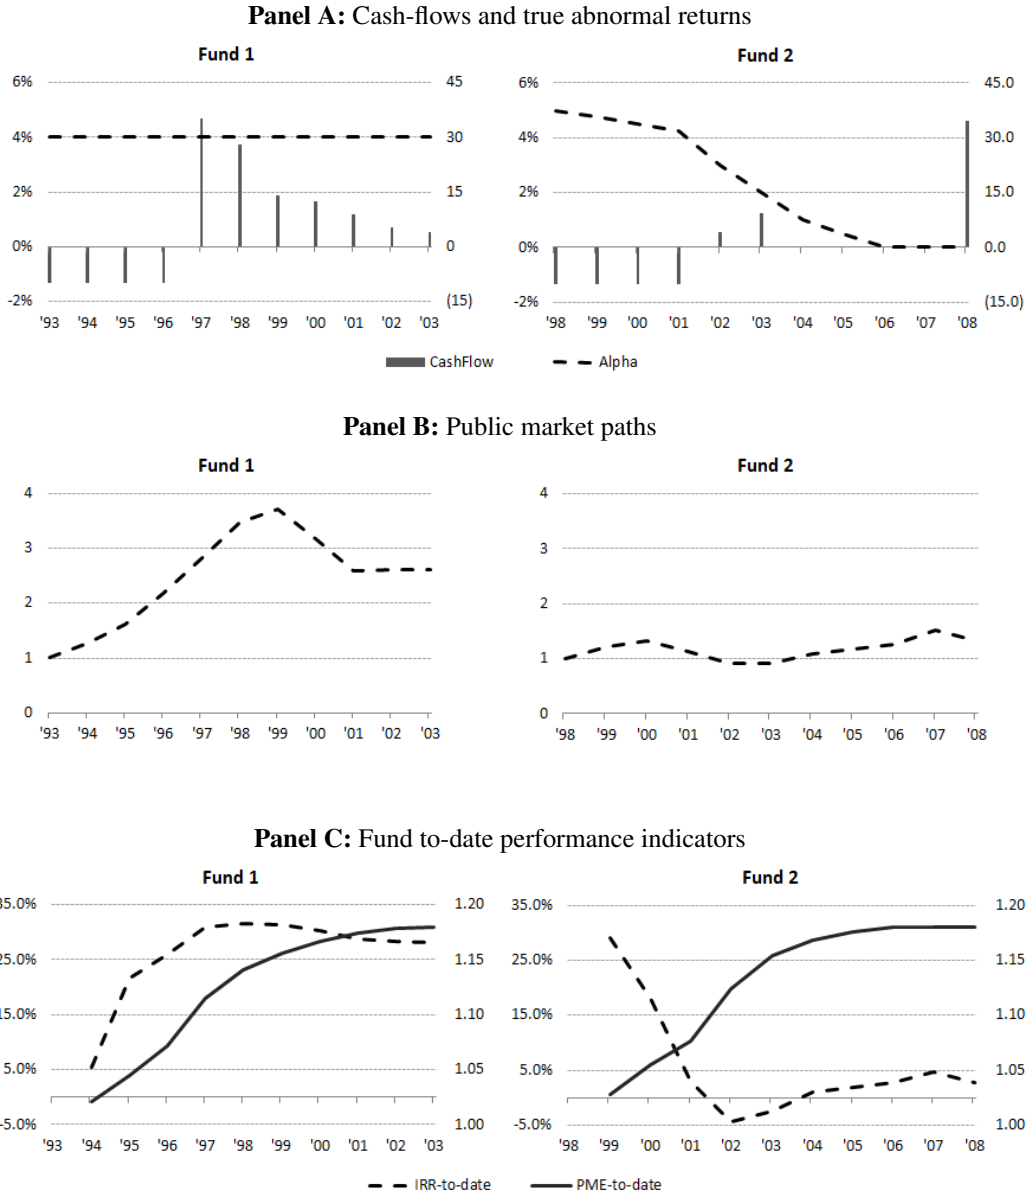 Panel A: Cash-flows and true abnormal returns
Fund 1
6%
4%
2%
0%
-2%
45
30
15
0
(15)
'93 '94 '95 '96 '97 '98 '99 '00 '01 '02 '03
Fund 2
6%
4%
2%
0%
-2%
45.0
30.0
15.0
0.0
(15.0)
'98 '99 '00 '01 '02 '03 '04 '05 '06 '07 '08
CashFlow Alpha
Panel B: Public market paths
Fund 1
4
3
2
1
0
'93 '94 '95 '96 '97 '98 '99 '00 '01 '02 '03
Fund 2
4
3
2
1
0
'98 '99 '00 '01 '02 '03 '04 '05 '06 '07 '08
Panel C: Fund to-date performance indicators
Fund 1
35.0%
25.0%
15.0%
5.0%
-5.0%
1.20
1.15
1.10
1.05
1.00
'93 '94 '95 '96 '97 '98 '99 '00 '01 '02 '03
Fund 2
35.0%
25.0%
15.0%
5.0%
-5.0%
1.20
1.15
1.10
1.05
1.00
'98 '99 '00 '01 '02 '03 '04 '05 '06 '07 '08
IRR-to-date PME-to-date